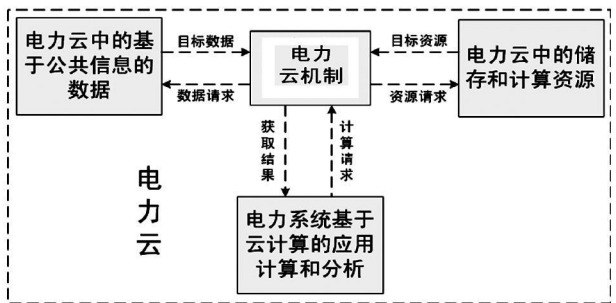 电力云中的基
于公共信息的
数据
目标数据
数据请求
电力
云机制
目标资源
资源请求
电力云中的储
存和计算资源
获取结果
计算请求
电力云
电力系统基于
云计算的应用
计算和分析